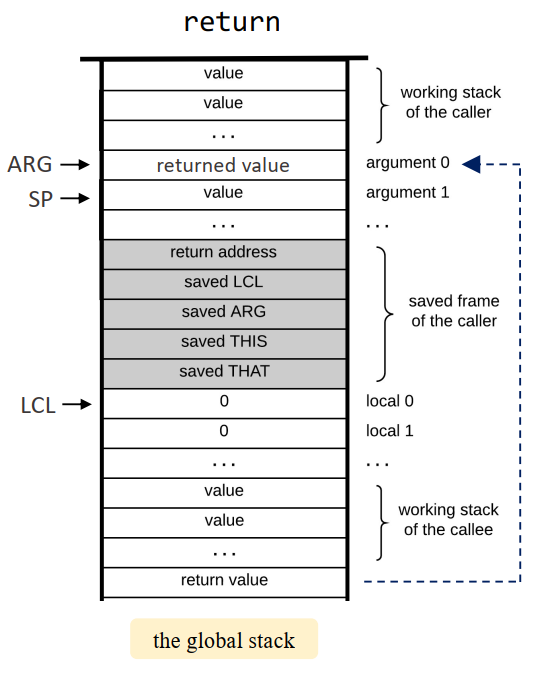 return
value
value
...
working stack
of the caller
ARG
returned value
argument 0
SP
value
argument 1
...
...
return address
saved LCL
saved ARG
saved THIS
saved THAT
saved frame
of the caller
LCL
0
local 0
0
local 1
...
...
value
value
...
working stack
of the callee
return value
the global stack